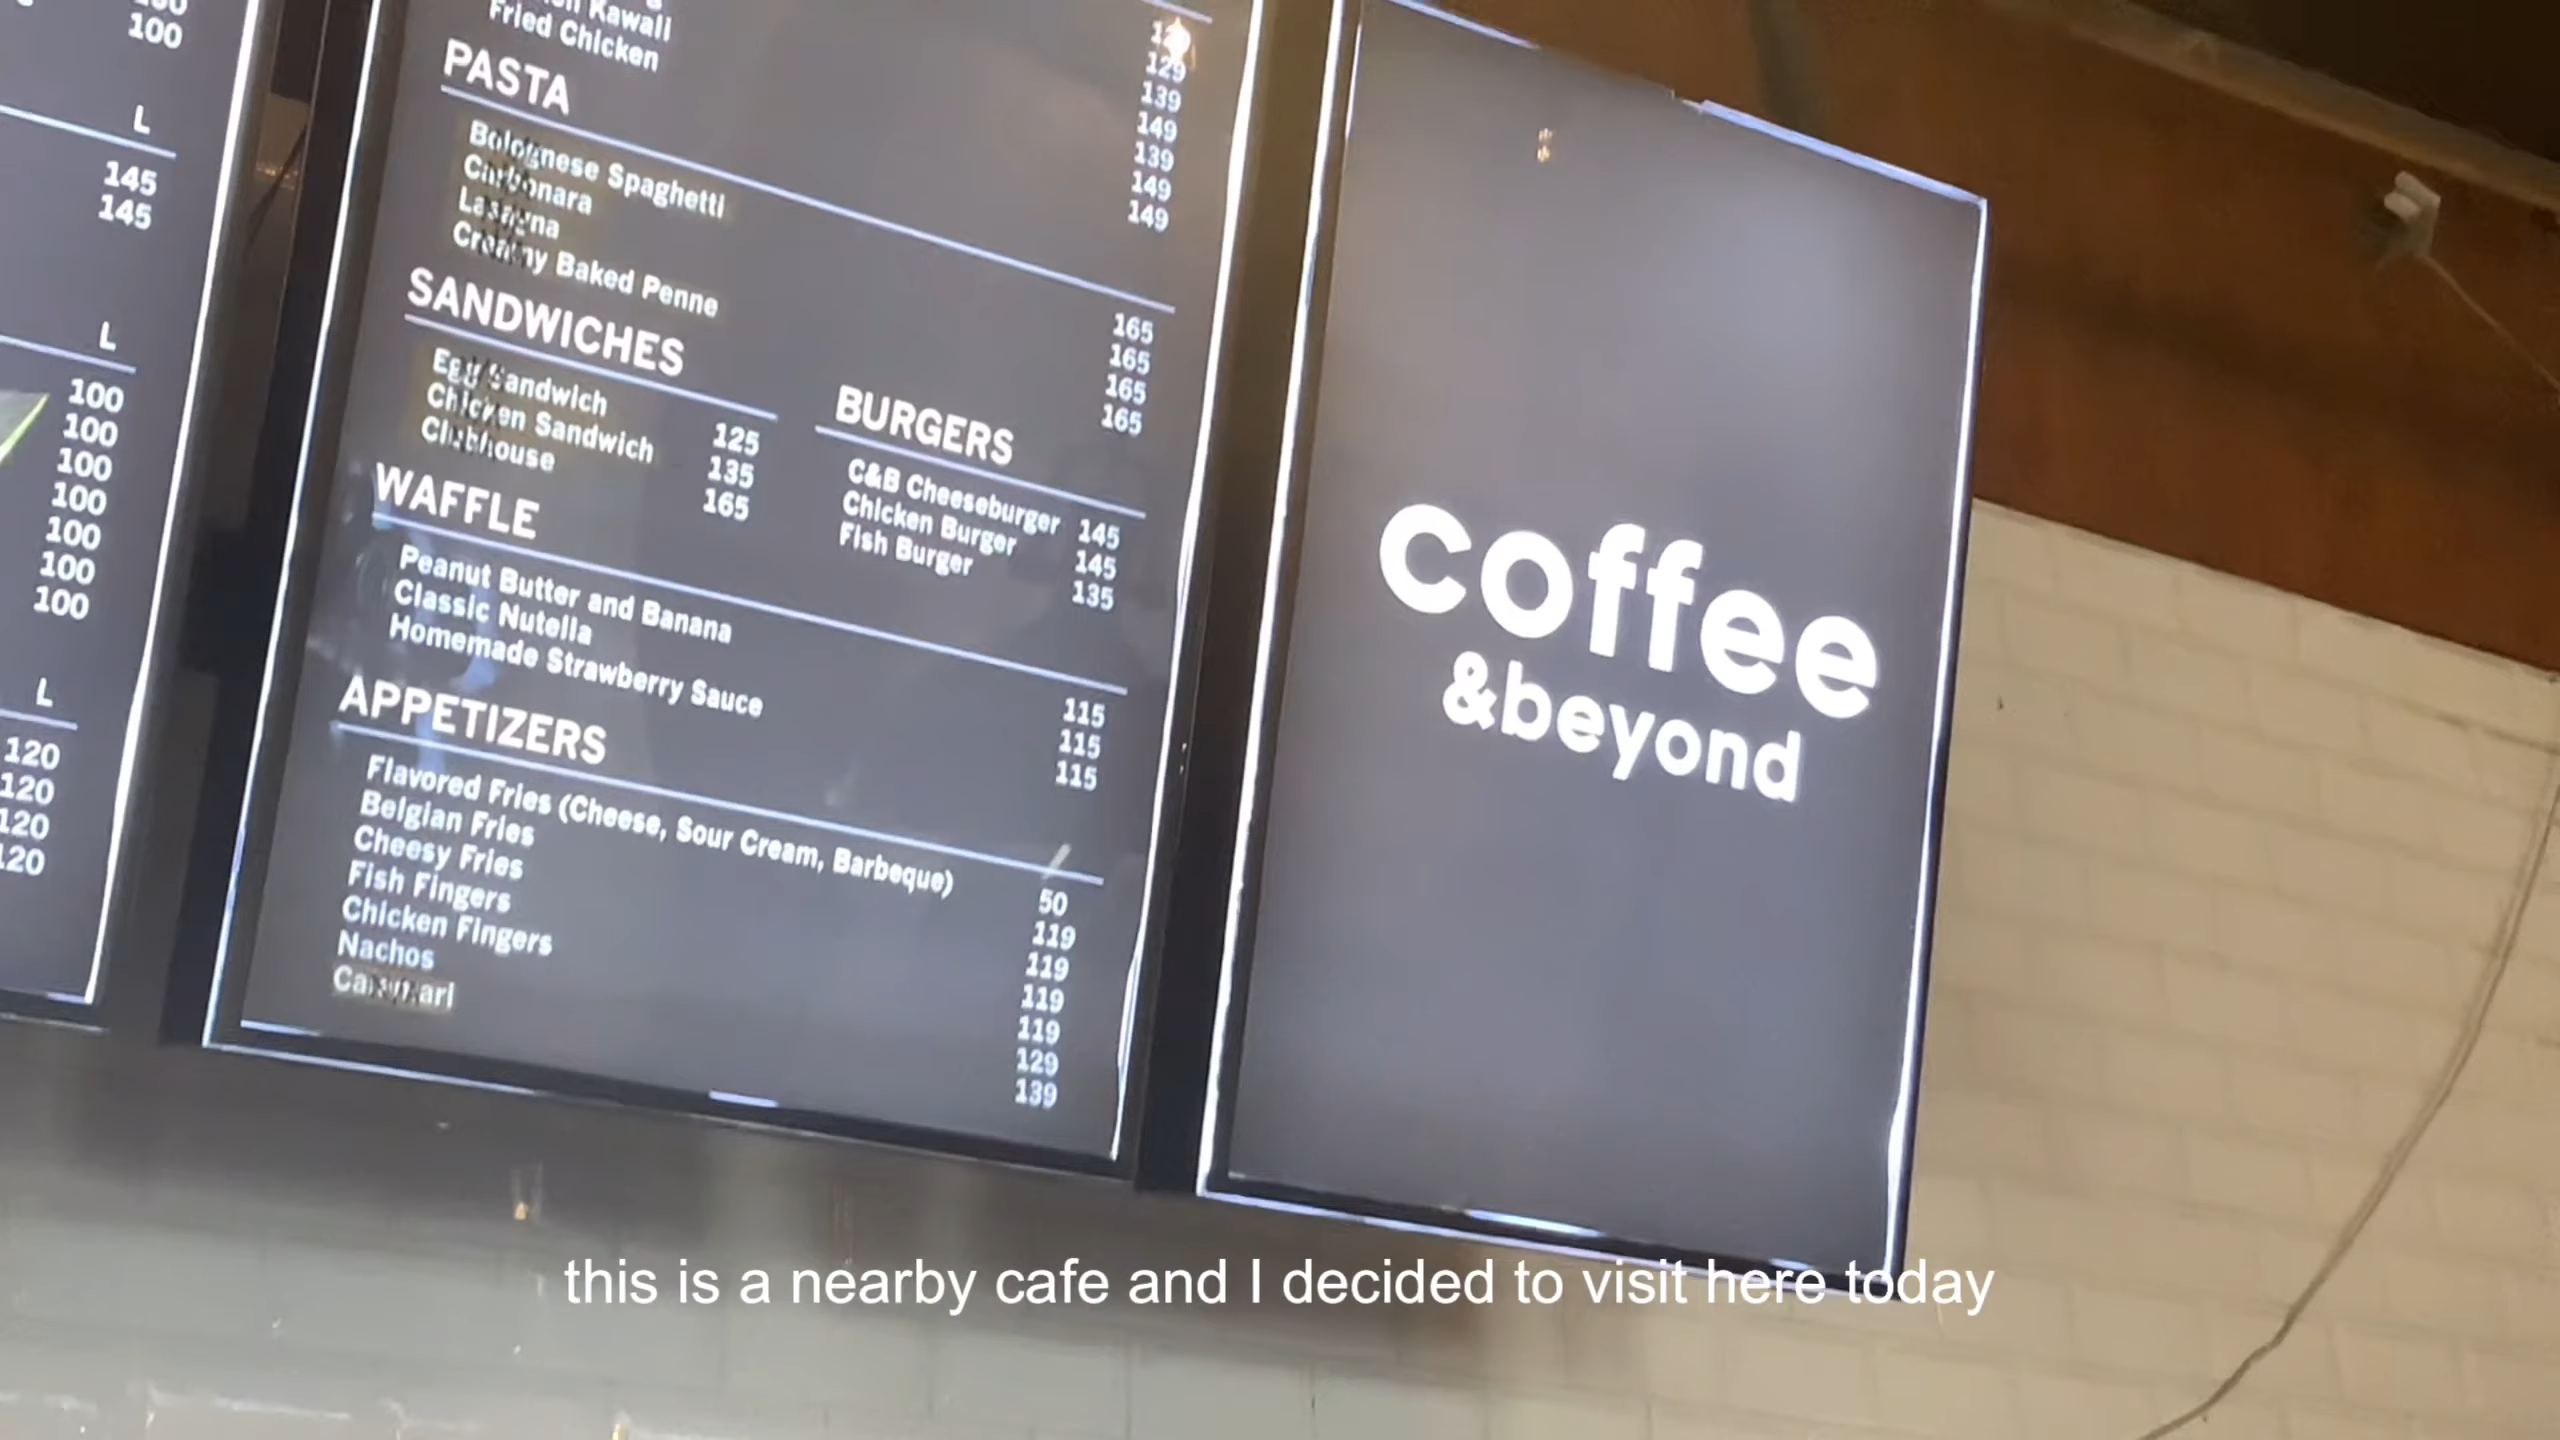 100
L
145
145
L
100
100
100
100
100
100
100
L
120
120
120
120
Kawali
Fried Chicken
129
139
149
139
149
149
PASTA
Bolognese Spaghetti 165
Carbonara 165
Lasagna 165
Creamy Baked Penne 165
SANDWICHES
Egg Sandwich 125
Chicken Sandwich 135
Clubhouse 165
BURGERS
C&B Cheeseburger 145
Chicken Burger 145
Fish Burger 135
WAFFLE
Peanut Butter and Banana 115
Classic Nutella 115
Homemade Strawberry Sauce 115
APPETIZERS
Flavored Fries (Cheese, Sour Cream, Barbeque) 50
Belgian Fries 119
Cheesy Fries 119
Fish Fingers 119
Chicken Fingers 119
Nachos 129
Calamari 139
coffee
&beyond
this is a nearby cafe and I decided to visit here today